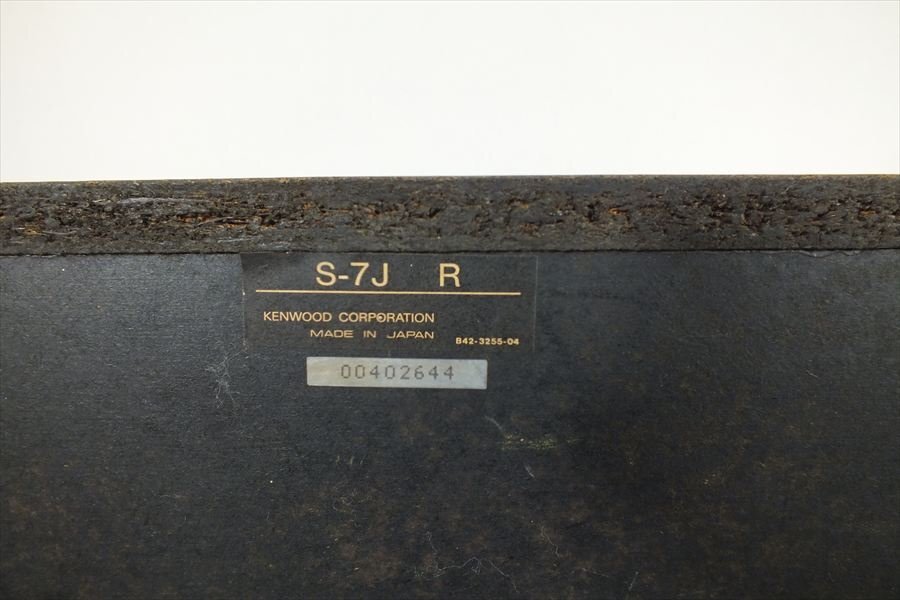 S-7J R
KENWOOD CORPORATION
MADE IN JAPAN B42-3255-04
00402644